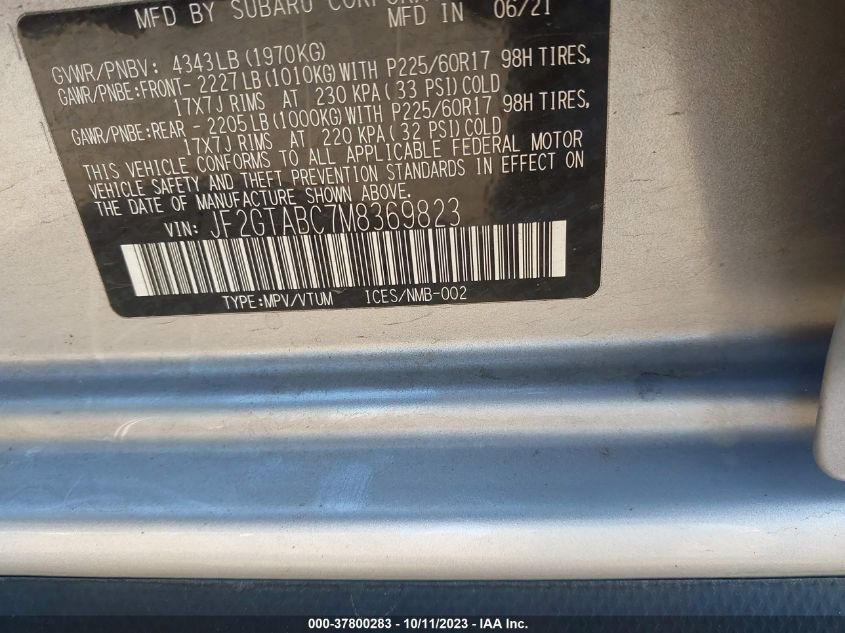 MFD BY SUBARU CORPORA
MFD IN 06/21
GVWR/PNBV: 4343LB(1970KG)
GAWR/PNBE:FRONT- 2227LB(1010KG)WITH P225/60R17 98H TIRES,
17X7J RIMS AT 230 KPA(33 PSI)COLD
GAWR/PNBE:REAR - 2205LB(1000KG)WITH P225/60R17 98H TIRES,
17X7J RIMS AT 220 KPA(32 PSI)COLD
THIS VEHICLE CONFORMS TO ALL APPLICABLE FEDERAL MOTOR
VEHICLE SAFETY AND THEFT PREVENTION STANDARDS IN EFFECT ON
THE DATE OF MANUFACTURE SHOWN ABOVE.
VIN: JF2GTABC7M8369823
TYPE:MPV/VTUM ICES/NMB-002
000-37800283 - 10/11/2023 - IAA Inc.